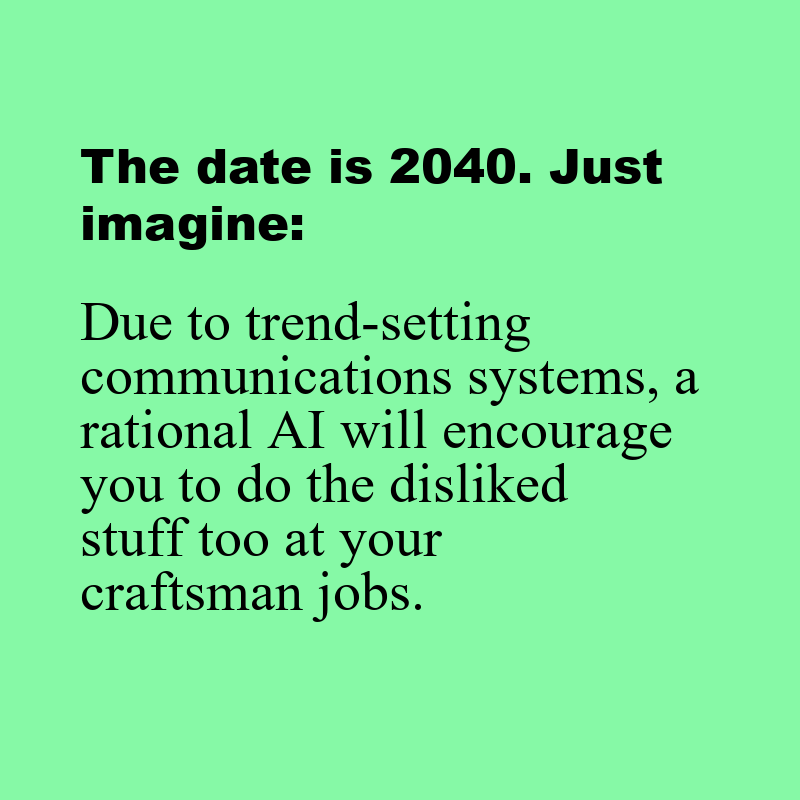 The date is 2040. Just
imagine:
Due to trend-setting
communications systems, a
rational AI will encourage
you to do the disliked
stuff too at your
craftsman jobs.